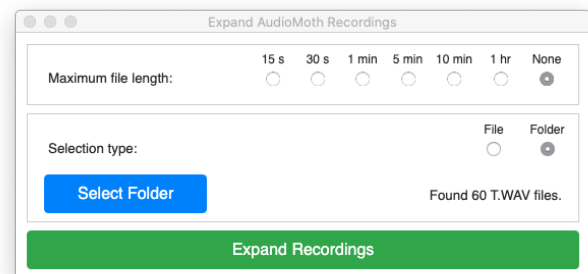 Expand AudioMoth Recordings
15 s 30 s 1 min 5 min 10 min 1 hr None
Maximum file length:
File Folder
Selection type:
Select Folder Found 60 T.WAV files.
Expand Recordings